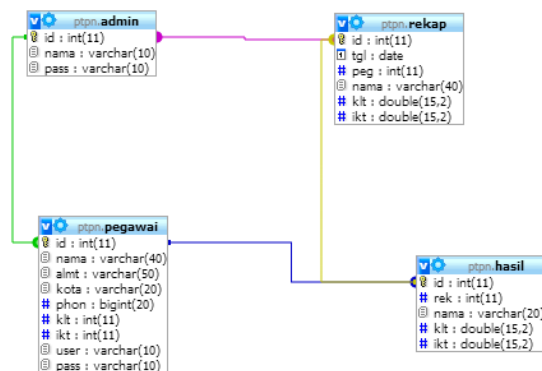 ptpn.admin
id : int(11)
nama : varchar(10)
pass : varchar(10)
ptpn.rekap
id : int(11)
tgl : date
peg : int(11)
nama : varchar(40)
klt : double(15,2)
ikt : double(15,2)
ptpn.pegawai
id : int(11)
nama : varchar(40)
almt : varchar(50)
kota : varchar(20)
phon : bigint(20)
klt : int(11)
ikt : int(11)
user : varchar(10)
pass : varchar(10)
ptpn.hasil
id : int(11)
rek : int(11)
nama : varchar(20)
klt : double(15,2)
ikt : double(15,2)